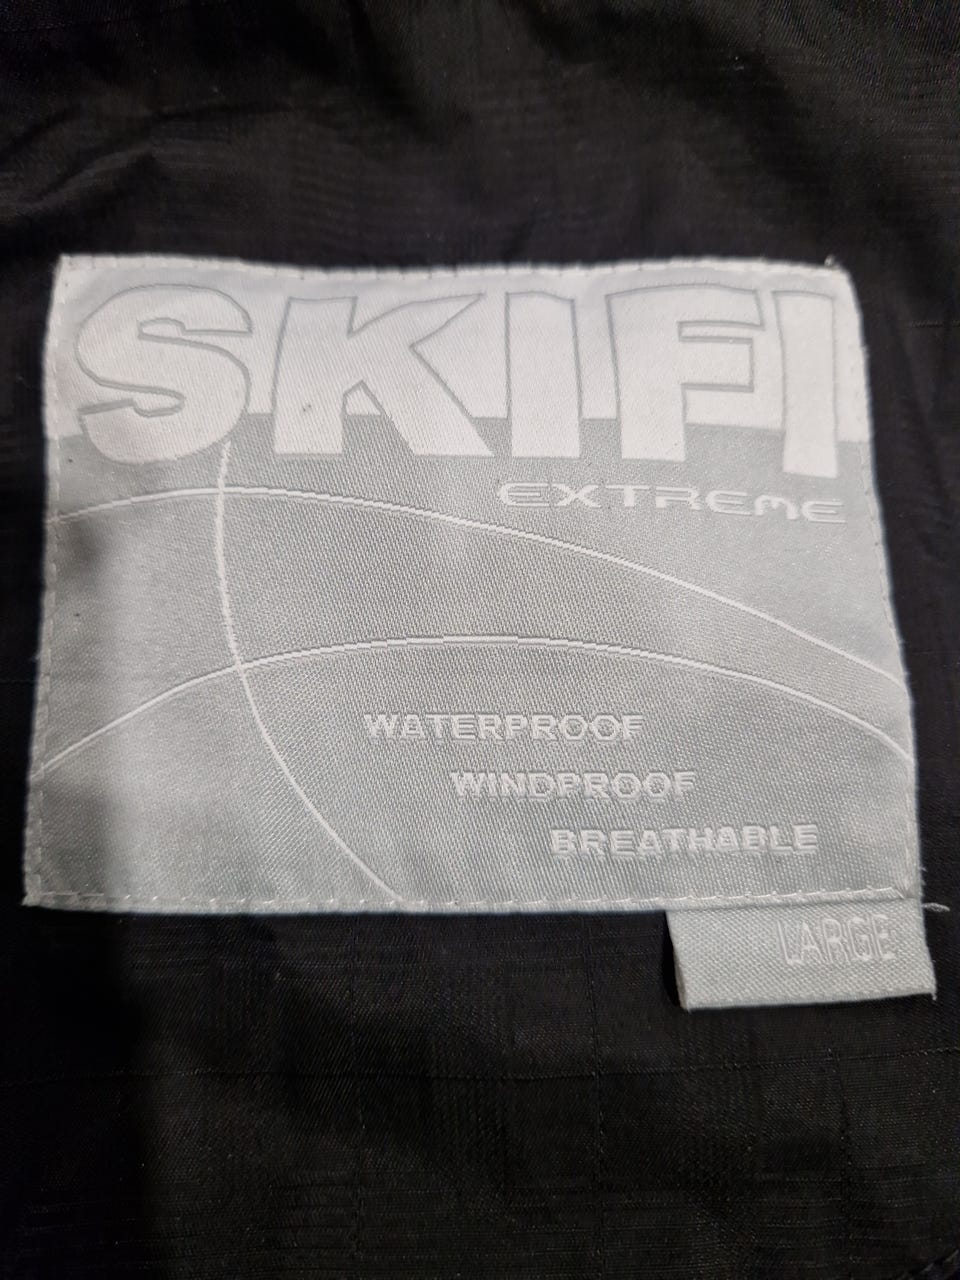 SKIFI
EXTREME
WATERPROOF
WINDPROOF
BREATHABLE
LARGE